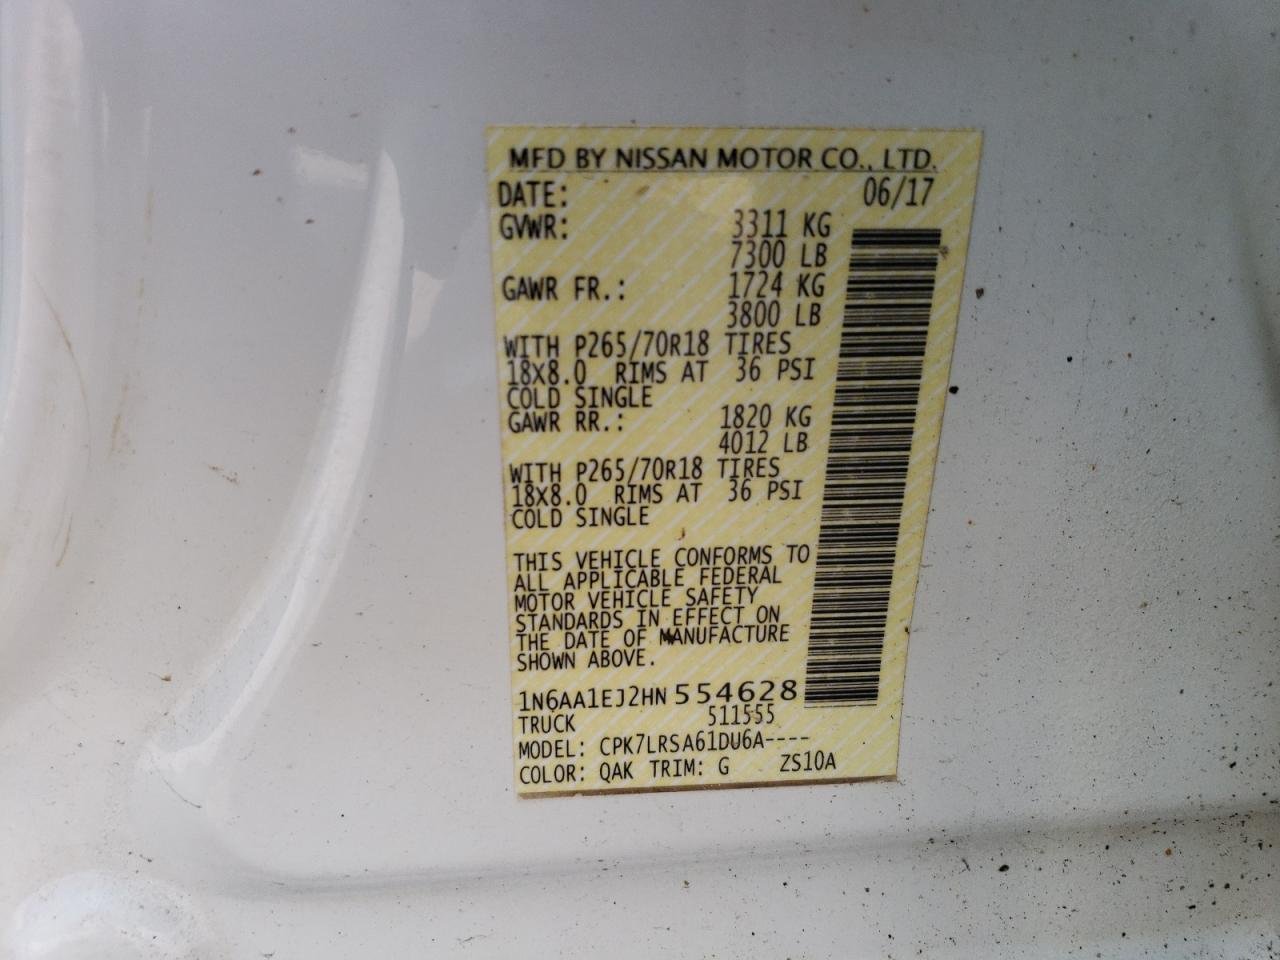 MFD BY NISSAN MOTOR CO., LTD.
DATE: 06/17
GVWR: 3311 KG
7300 LB
GAWR FR.: 1724 KG
3800 LB
WITH P265/70R18 TIRES
18X8.0 RIMS AT 36 PSI
COLD SINGLE
GAWR RR.: 1820 KG
4012 LB
WITH P265/70R18 TIRES
18X8.0 RIMS AT 36 PSI
COLD SINGLE
THIS VEHICLE CONFORMS TO
ALL APPLICABLE FEDERAL
MOTOR VEHICLE SAFETY
STANDARDS IN EFFECT ON
THE DATE OF MANUFACTURE
SHOWN ABOVE.
1N6AA1EJ2HN 554628
TRUCK 511555
MODEL: CPK7LRSA61DU6A----
COLOR: QAK TRIM: G ZS10A